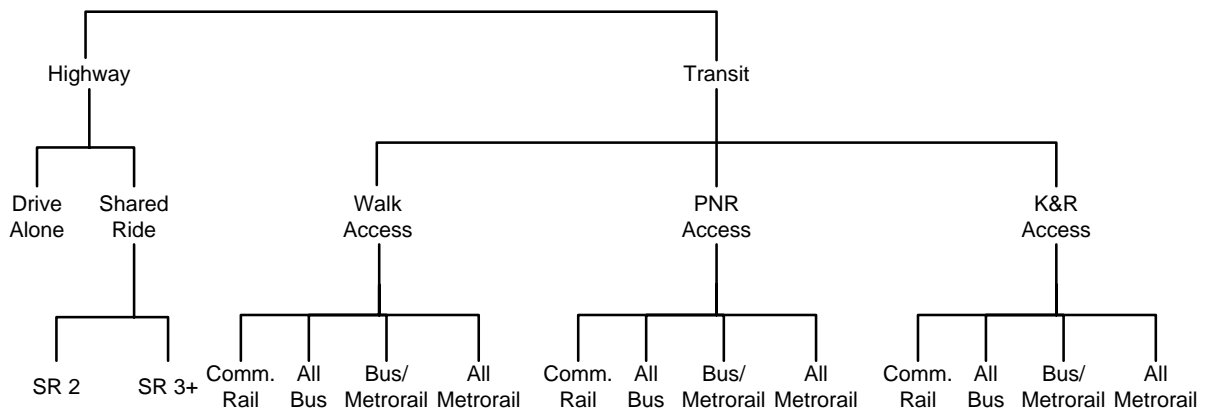 Highway
Transit
Drive
Alone
Shared
Ride
Walk
Access
PNR
Access
K&R
Access
SR 2
SR 3+
Comm.
Rail
All
Bus
Bus/
Metrorail
All
Metrorail
Comm.
Rail
All
Bus
Bus/
Metrorail
All
Metrorail
Comm.
Rail
All
Bus
Bus/
Metrorail
All
Metrorail